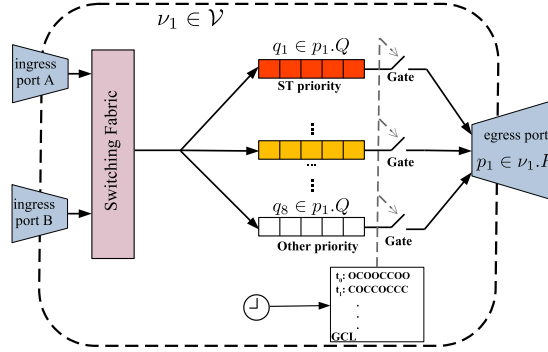 ν₁ ∈ 𝒱
ingress
port A
Switching Fabric
q₁ ∈ p₁.Q
ST priority
Gate
Gate
q₈ ∈ p₁.Q
Other priority
Gate
ingress
port B
egress port
p₁ ∈ ν₁.P
t₀: OCOOCCOO
t₁: COCCOCCC
GCL